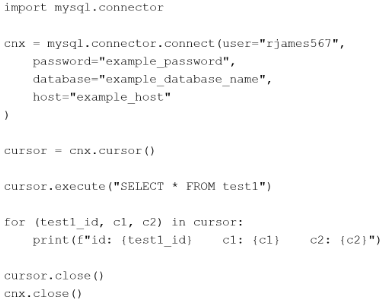 import mysql.connector

cnx = mysql.connector.connect(user="rjames567",
    password="example_password",
    database="example_database_name",
    host="example_host"
)

cursor = cnx.cursor()

cursor.execute("SELECT * FROM test1")

for (test1_id, c1, c2) in cursor:
    print(f"id: {test1_id}    c1: {c1}    c2: {c2}")

cursor.close()
cnx.close()